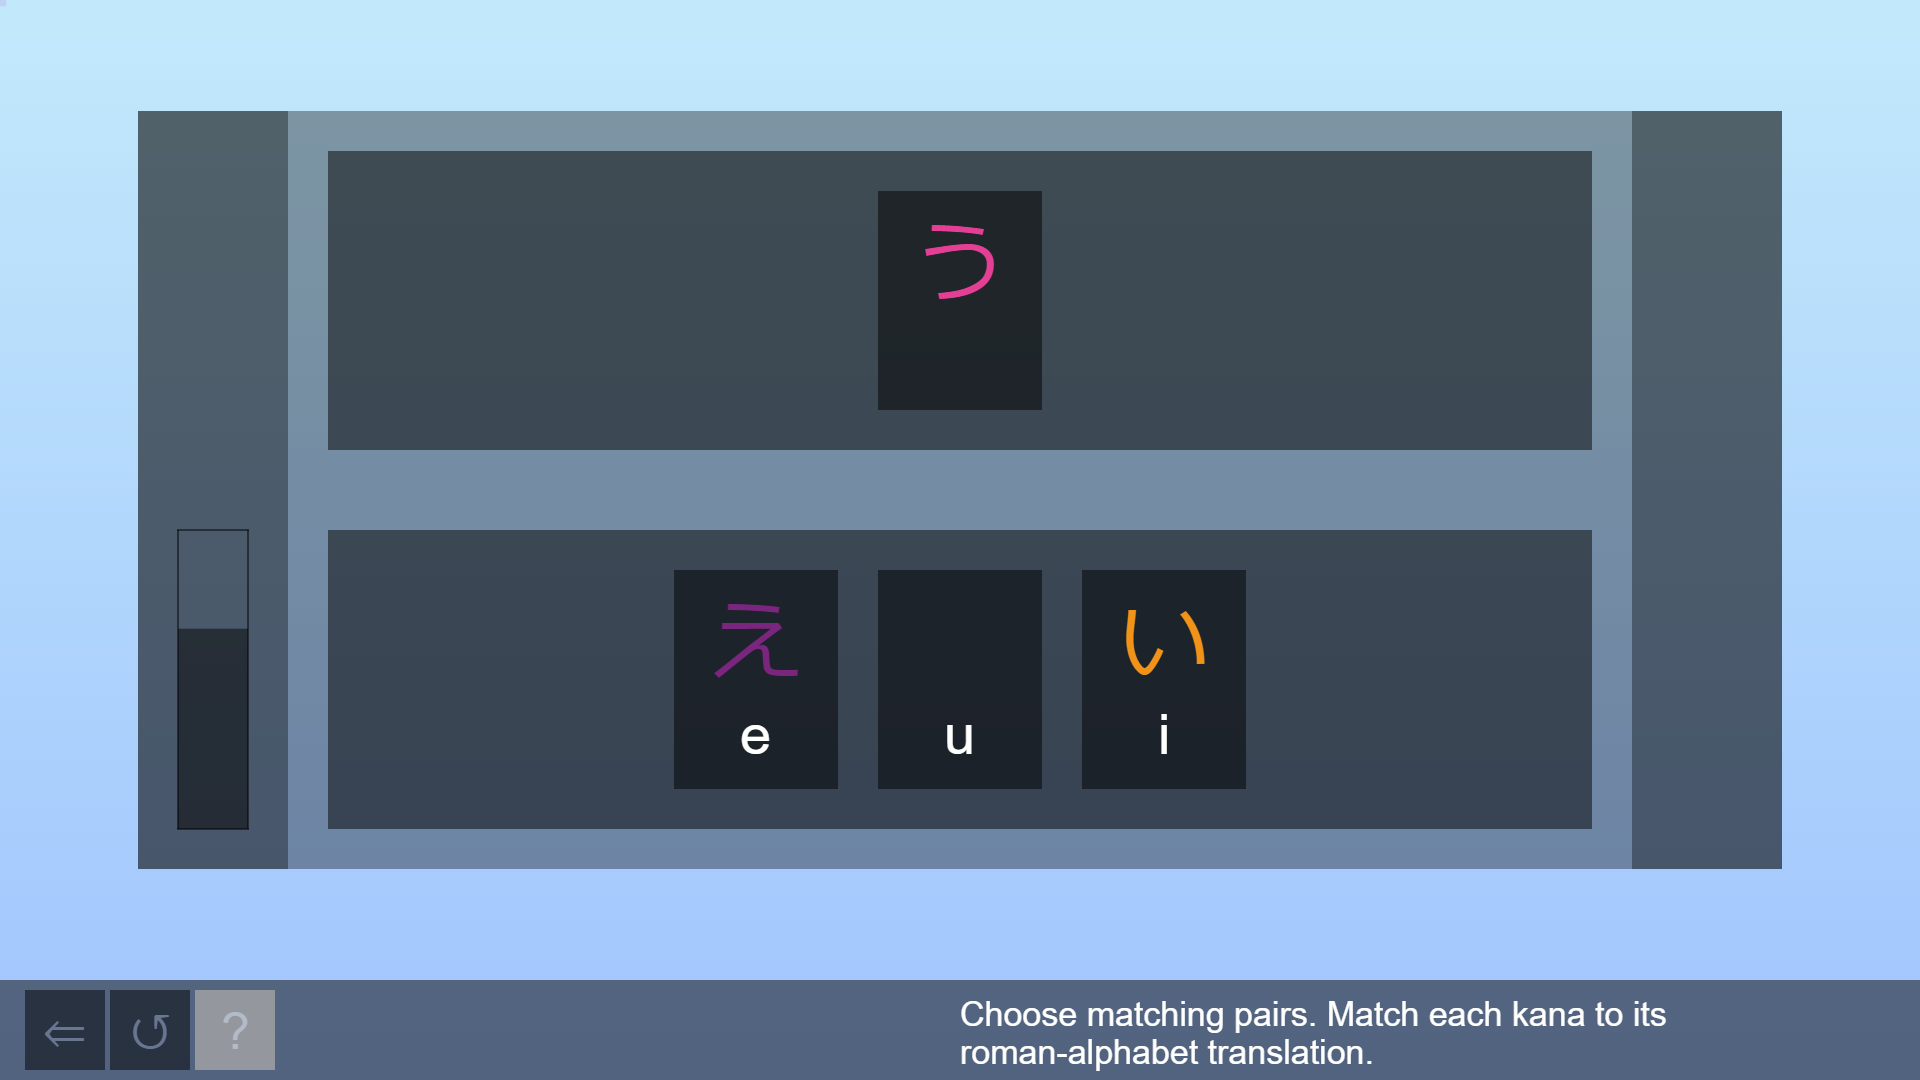 う
え い
e u i
?
Choose matching pairs. Match each kana to its
roman-alphabet translation.